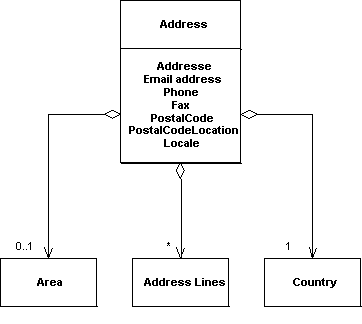 Address
Addresse
Email address
Phone
Fax
PostalCode
PostalCodeLocation
Locale
0..1
*
1
Area
Address Lines
Country